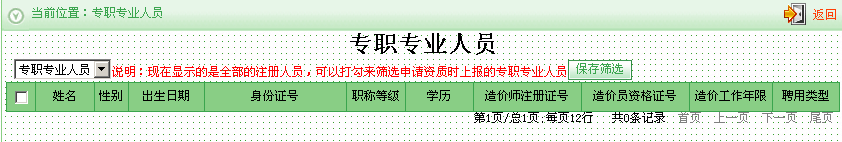 当前位置：专职专业人员 返回
专职专业人员
专职专业人员 说明：现在显示的是全部的注册人员，可以打勾来筛选申请资质时上报的专职专业人员 保存筛选
姓名 性别 出生日期 身份证号 职称等级 学历 造价师注册证号 造价员资格证号 造价工作年限 聘用类型
第1页/总1页;每页12行 共0条记录 首页 上一页 下一页 尾页